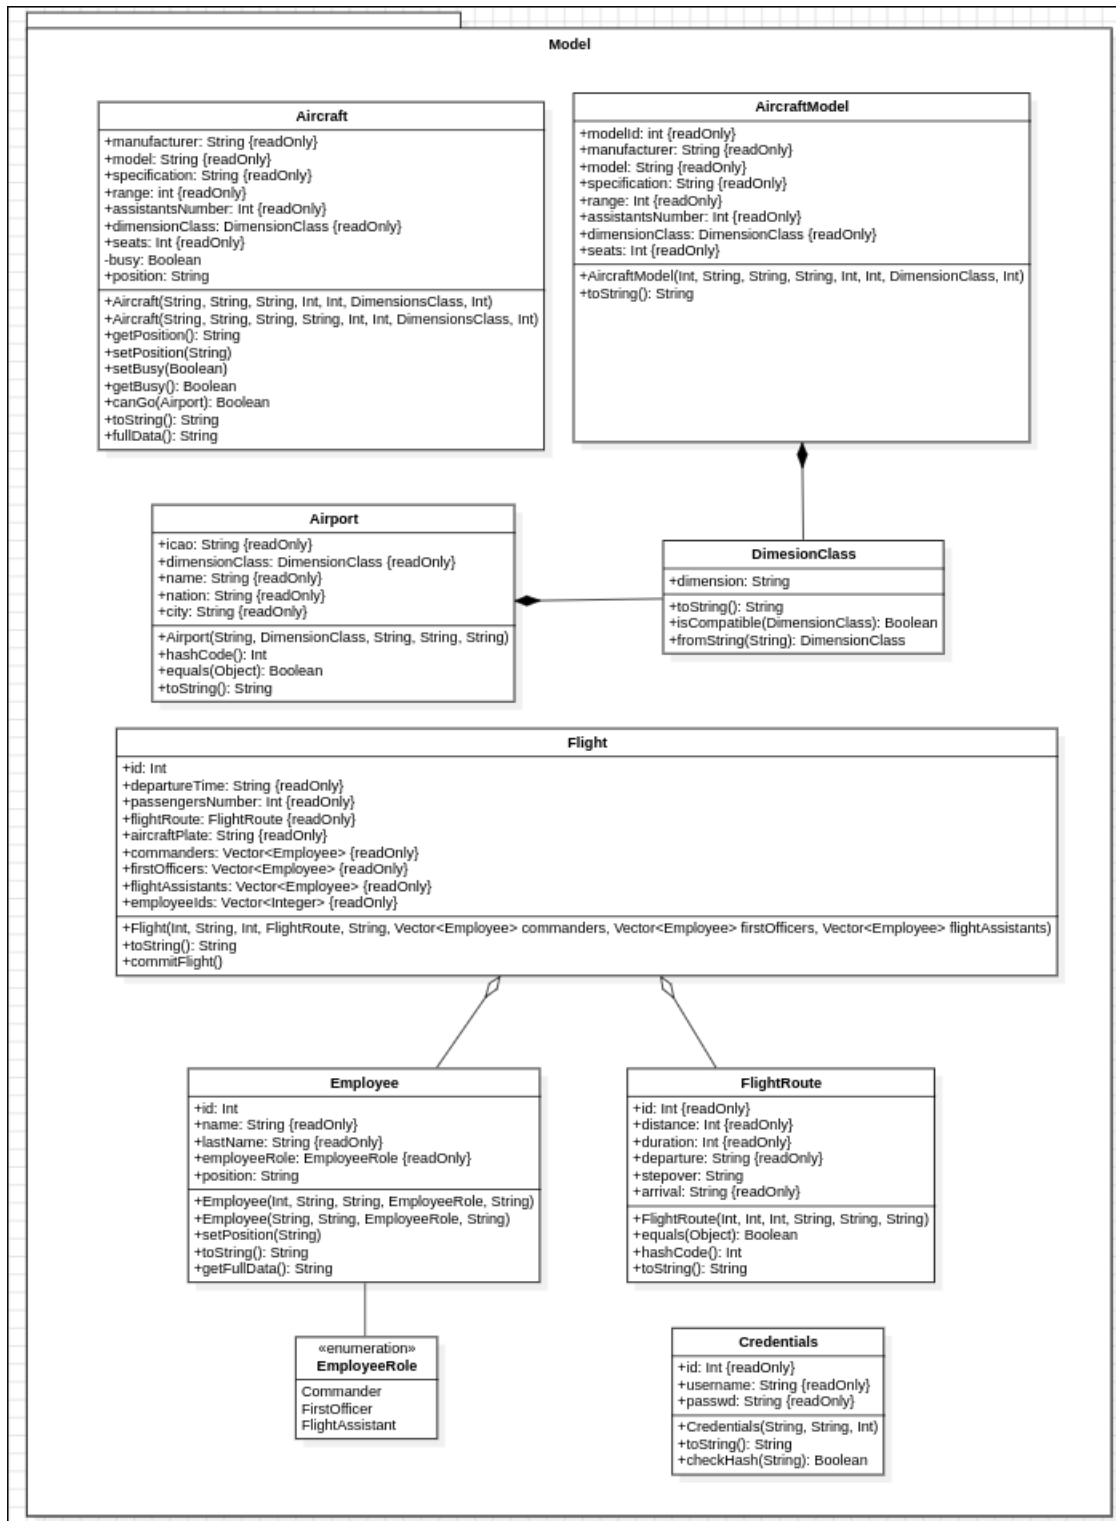 Model
Aircraft
+manufacturer: String {readOnly}
+model: String {readOnly}
+specification: String {readOnly}
+range: int {readOnly}
+assistantsNumber: Int {readOnly}
+dimensionClass: DimensionClass {readOnly}
+seats: Int {readOnly}
-busy: Boolean
+position: String
+Aircraft(String, String, String, Int, Int, DimensionsClass, Int)
+Aircraft(String, String, String, String, Int, Int, DimensionsClass, Int)
+getPosition(): String
+setPosition(String)
+setBusy(Boolean)
+getBusy(): Boolean
+canGo(Airport): Boolean
+toString(): String
+fullData(): String
AircraftModel
+modelId: int {readOnly}
+manufacturer: String {readOnly}
+model: String {readOnly}
+specification: String {readOnly}
+range: Int {readOnly}
+assistantsNumber: Int {readOnly}
+dimensionClass: DimensionClass {readOnly}
+seats: Int {readOnly}
+AircraftModel(Int, String, String, String, Int, Int, DimensionClass, Int)
+toString(): String
Airport
+icao: String {readOnly}
+dimensionClass: DimensionClass {readOnly}
+name: String {readOnly}
+nation: String {readOnly}
+city: String {readOnly}
+Airport(String, DimensionClass, String, String, String)
+hashCode(): Int
+equals(Object): Boolean
+toString(): String
DimesionClass
+dimension: String
+toString(): String
+isCompatible(DimensionClass): Boolean
+fromString(String): DimensionClass
Flight
+id: Int
+departureTime: String {readOnly}
+passengersNumber: Int {readOnly}
+flightRoute: FlightRoute {readOnly}
+aircraftPlate: String {readOnly}
+commanders: Vector<Employee> {readOnly}
+firstOfficers: Vector<Employee> {readOnly}
+flightAssistants: Vector<Employee> {readOnly}
+employeeIds: Vector<Integer> {readOnly}
+Flight(Int, String, Int, FlightRoute, String, Vector<Employee> commanders, Vector<Employee> firstOfficers, Vector<Employee> flightAssistants)
+toString(): String
+commitFlight()
Employee
+id: Int
+name: String {readOnly}
+lastName: String {readOnly}
+employeeRole: EmployeeRole {readOnly}
+position: String
+Employee(Int, String, String, EmployeeRole, String)
+Employee(String, String, EmployeeRole, String)
+setPosition(String)
+toString(): String
+getFullData(): String
FlightRoute
+id: Int {readOnly}
+distance: Int {readOnly}
+duration: Int {readOnly}
+departure: String {readOnly}
+stepover: String
+arrival: String {readOnly}
+FlightRoute(Int, Int, Int, String, String, String)
+equals(Object): Boolean
+hashCode(): Int
+toString(): String
«enumeration»
EmployeeRole
Commander
FirstOfficer
FlightAssistant
Credentials
+id: Int {readOnly}
+username: String {readOnly}
+passwd: String {readOnly}
+Credentials(String, String, Int)
+toString(): String
+checkHash(String): Boolean